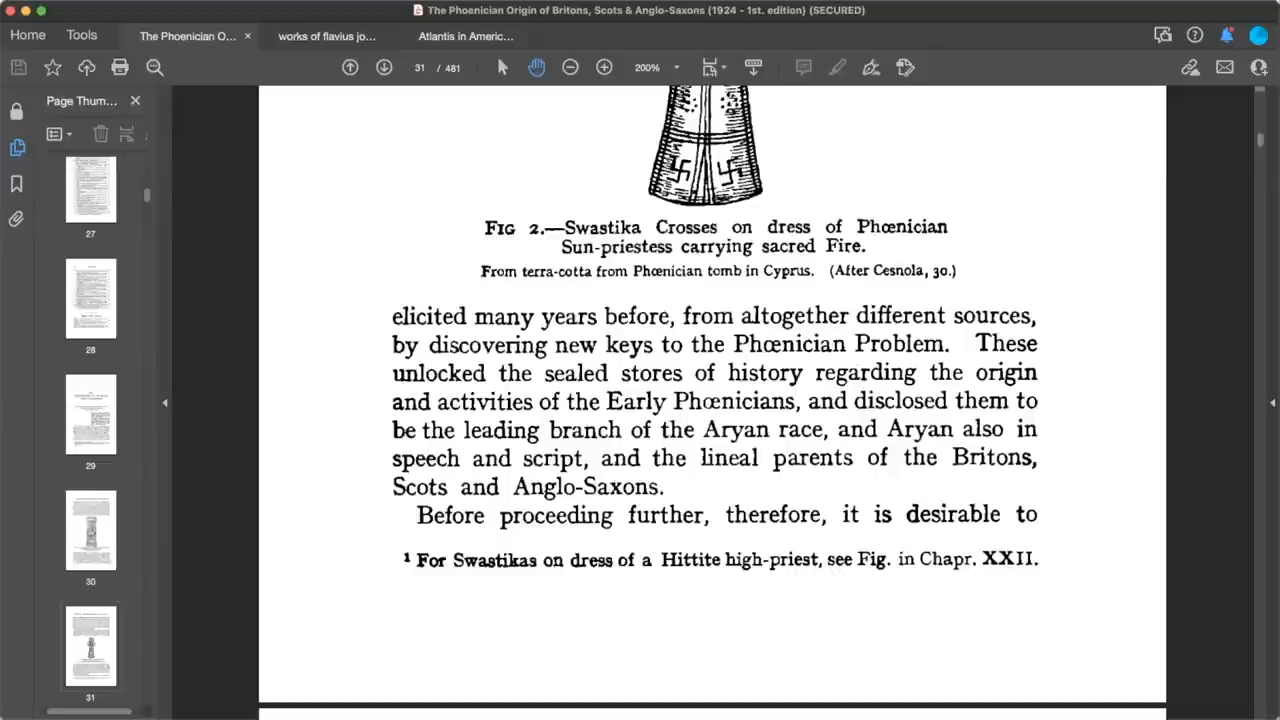 The Phoenician Origin of Britons, Scots & Anglo-Saxons (1924 - 1st. edition) (SECURED)
Home
Tools
The Phoenician O...
works of flavius jo...
Atlantis in Americ...
31 / 481
200%
Page Thum...
27
28
29
30
31
FIG 2.—Swastika Crosses on dress of Phœnician
Sun-priestess carrying sacred Fire.
From terra-cotta from Phœnician tomb in Cyprus. (After Cesnola, 30.)
elicited many years before, from altogether different sources,
by discovering new keys to the Phœnician Problem. These
unlocked the sealed stores of history regarding the origin
and activities of the Early Phœnicians, and disclosed them to
be the leading branch of the Aryan race, and Aryan also in
speech and script, and the lineal parents of the Britons,
Scots and Anglo-Saxons.
Before proceeding further, therefore, it is desirable to
¹ For Swastikas on dress of a Hittite high-priest, see Fig. in Chapr. XXII.